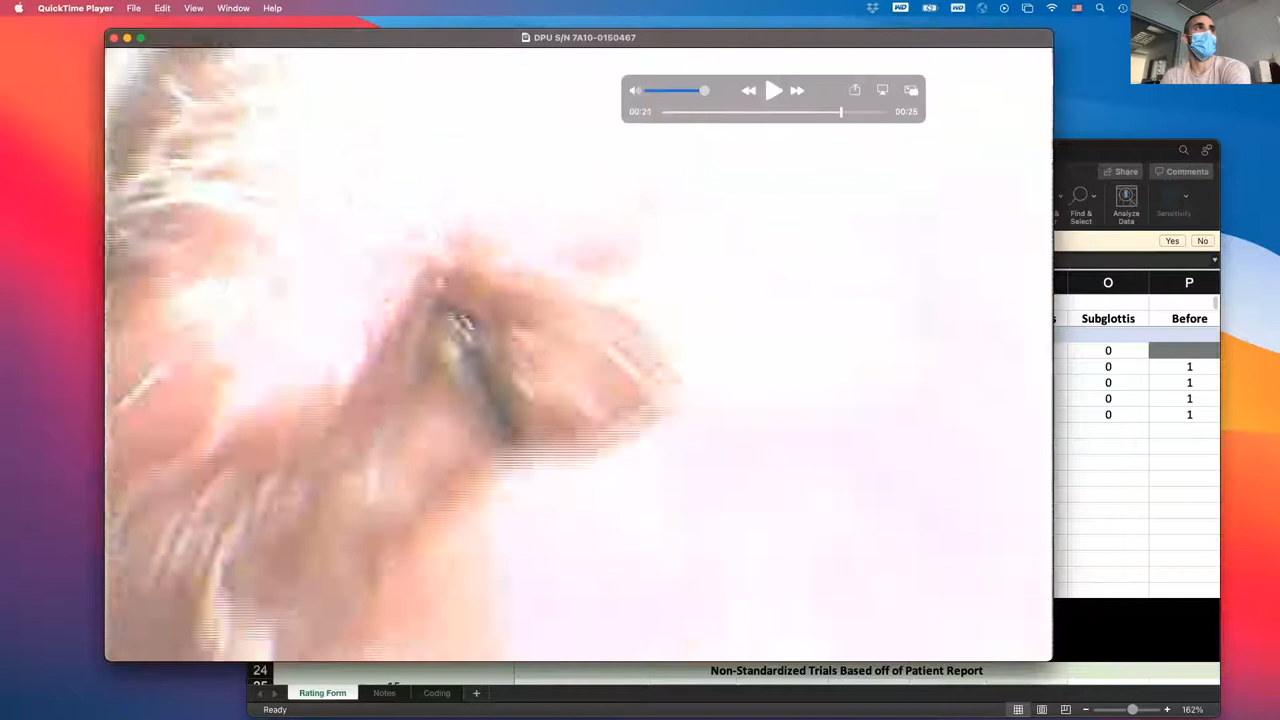 QuickTime Player File Edit View Window Help
DPU S/N 7A10-0150467
00:21 00:25
Share Comments
Find & Select
Analyze Data
Sensitivity
Yes No
O P
Subglottis Before
0
0 1
0 1
0 1
0 1
24 Non-Standardized Trials Based off of Patient Report
Rating Form Notes Coding +
Ready 162%